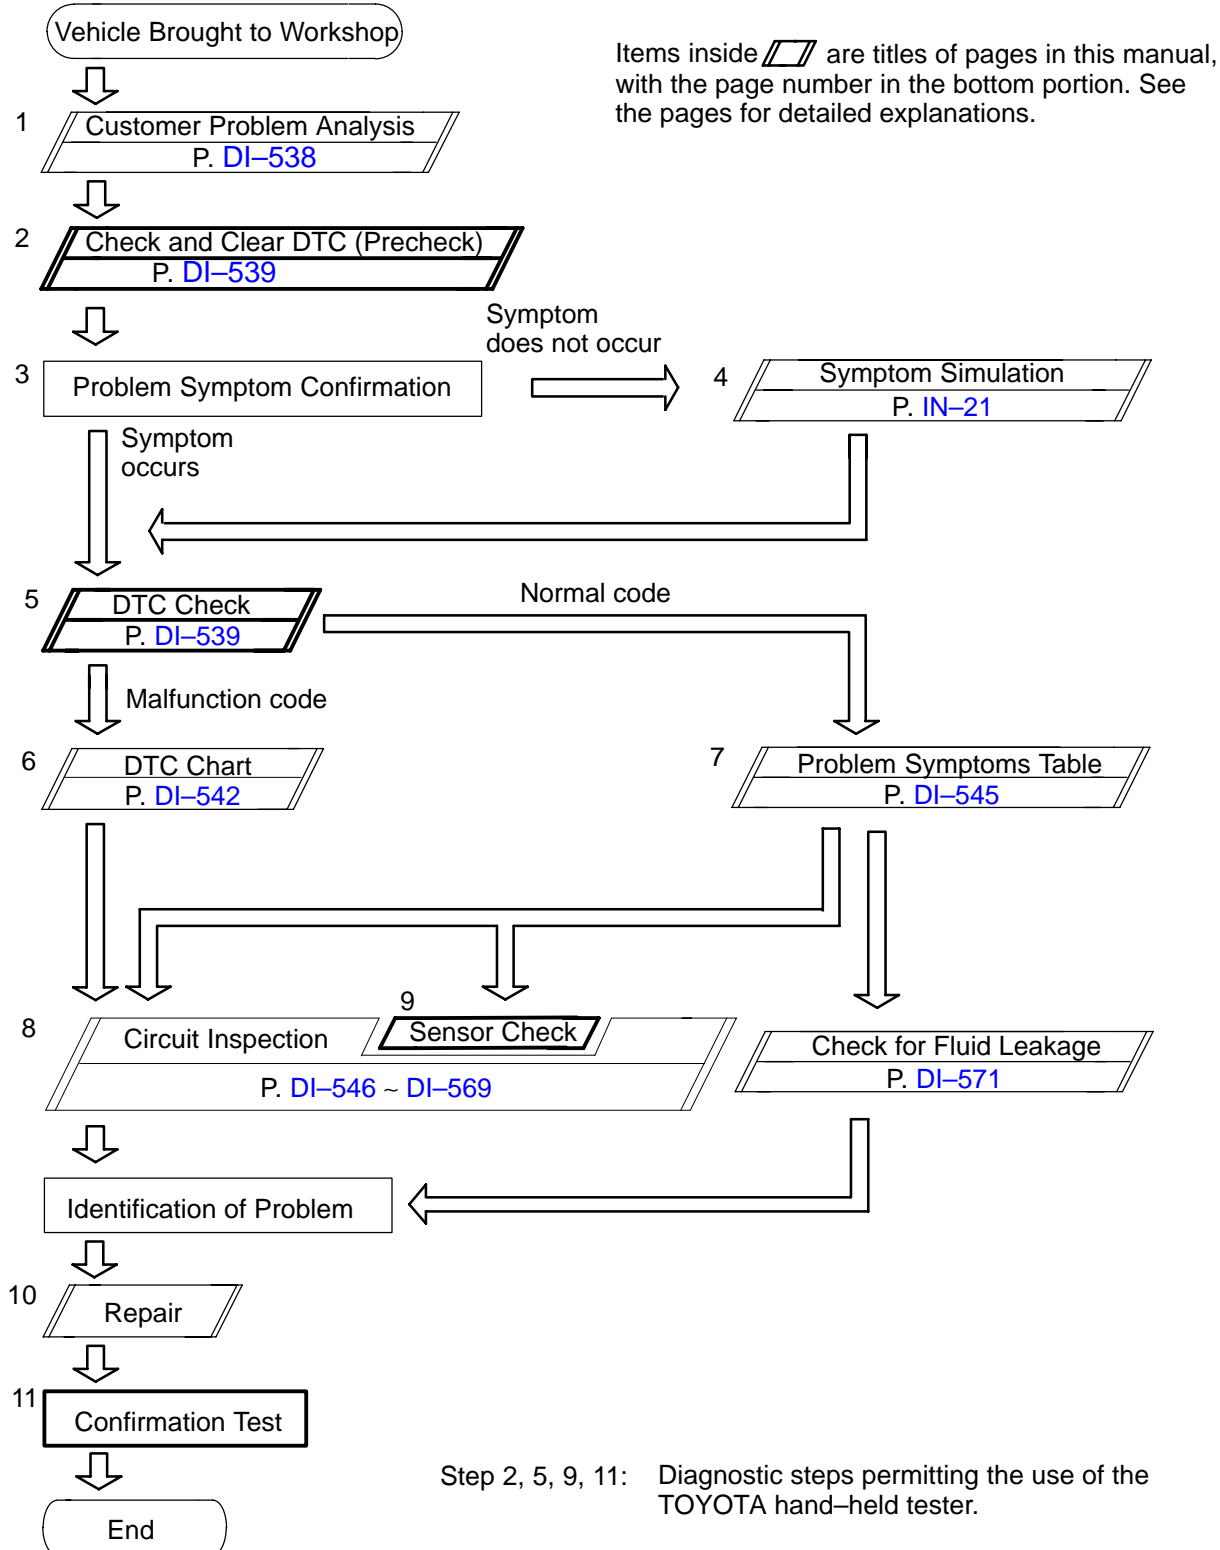 Vehicle Brought to Workshop
Items inside are titles of pages in this manual,
with the page number in the bottom portion. See
the pages for detailed explanations.
1
Customer Problem Analysis
P. DI–538
2
Check and Clear DTC (Precheck)
P. DI–539
Symptom
does not occur
3
Problem Symptom Confirmation
4
Symptom Simulation
P. IN–21
Symptom
occurs
5
DTC Check
P. DI–539
Normal code
Malfunction code
6
DTC Chart
P. DI–542
7
Problem Symptoms Table
P. DI–545
8
Circuit Inspection
9
Sensor Check
P. DI–546 ~ DI–569
Check for Fluid Leakage
P. DI–571
Identification of Problem
10
Repair
11
Confirmation Test
Step 2, 5, 9, 11: Diagnostic steps permitting the use of the
TOYOTA hand–held tester.
End